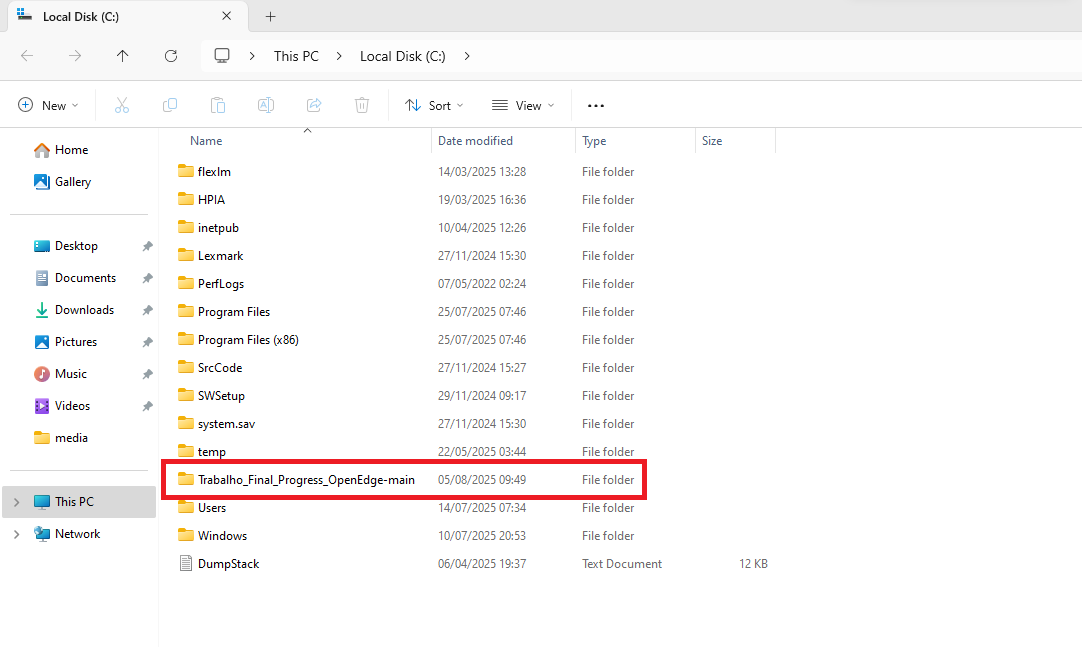 Local Disk (C:)
This PC Local Disk (C:)
New Sort View
Name Date modified Type Size
Home
Gallery
Desktop
Documents
Downloads
Pictures
Music
Videos
media
This PC
Network
flexlm 14/03/2025 13:28 File folder
HPIA 19/03/2025 16:36 File folder
inetpub 10/04/2025 12:26 File folder
Lexmark 27/11/2024 15:30 File folder
PerfLogs 07/05/2022 02:24 File folder
Program Files 25/07/2025 07:46 File folder
Program Files (x86) 25/07/2025 07:46 File folder
SrcCode 27/11/2024 15:27 File folder
SWSetup 29/11/2024 09:17 File folder
system.sav 27/11/2024 15:30 File folder
temp 22/05/2025 03:44 File folder
Trabalho_Final_Progress_OpenEdge-main 05/08/2025 09:49 File folder
Users 14/07/2025 07:34 File folder
Windows 10/07/2025 20:53 File folder
DumpStack 06/04/2025 19:37 Text Document 12 KB